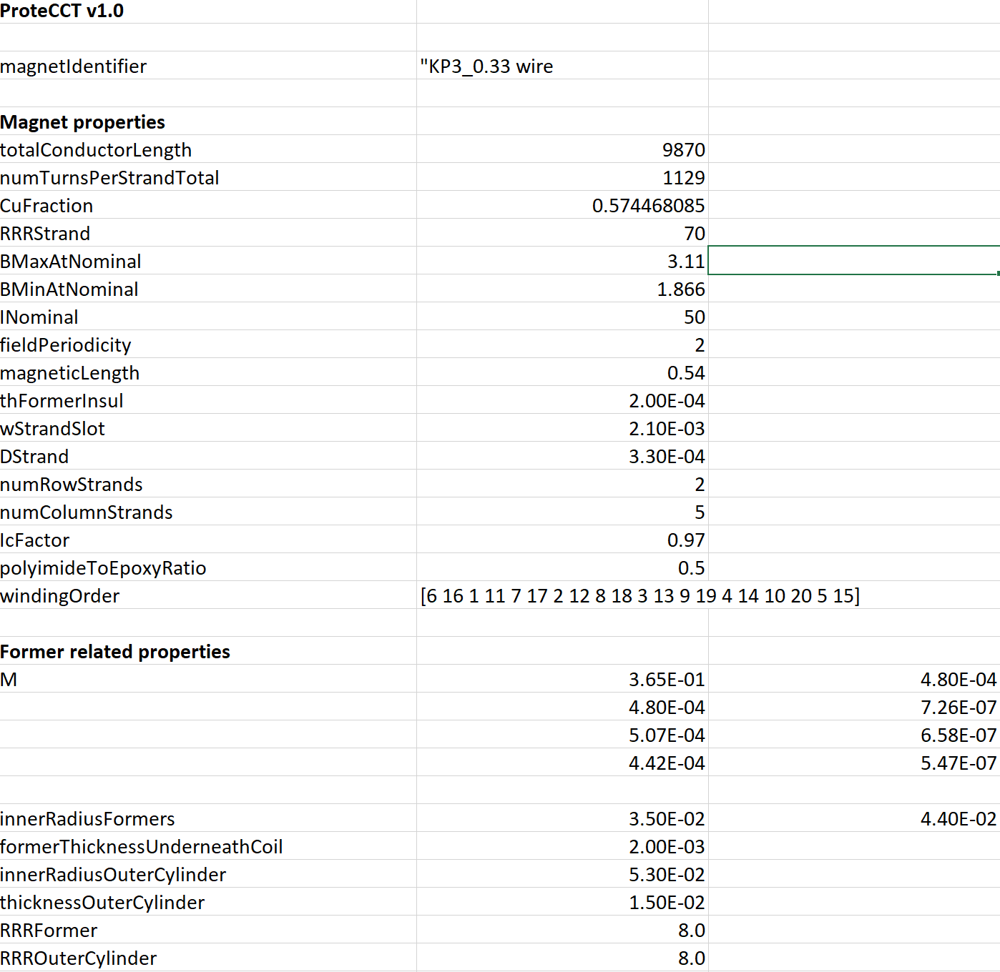 ProteCCT v1.0
magnetIdentifier "KP3_0.33 wire
Magnet properties
totalConductorLength 9870
numTurnsPerStrandTotal 1129
CuFraction 0.574468085
RRRStrand 70
BMaxAtNominal 3.11
BMinAtNominal 1.866
INominal 50
fieldPeriodicity 2
magneticLength 0.54
thFormerInsul 2.00E-04
wStrandSlot 2.10E-03
DStrand 3.30E-04
numRowStrands 2
numColumnStrands 5
IcFactor 0.97
polyimideToEpoxyRatio 0.5
windingOrder [6 16 1 11 7 17 2 12 8 18 3 13 9 19 4 14 10 20 5 15]
Former related properties
M 3.65E-01 4.80E-04
4.80E-04 7.26E-07
5.07E-04 6.58E-07
4.42E-04 5.47E-07
innerRadiusFormers 3.50E-02 4.40E-02
formerThicknessUnderneathCoil 2.00E-03
innerRadiusOuterCylinder 5.30E-02
thicknessOuterCylinder 1.50E-02
RRRFormer 8.0
RRROuterCylinder 8.0